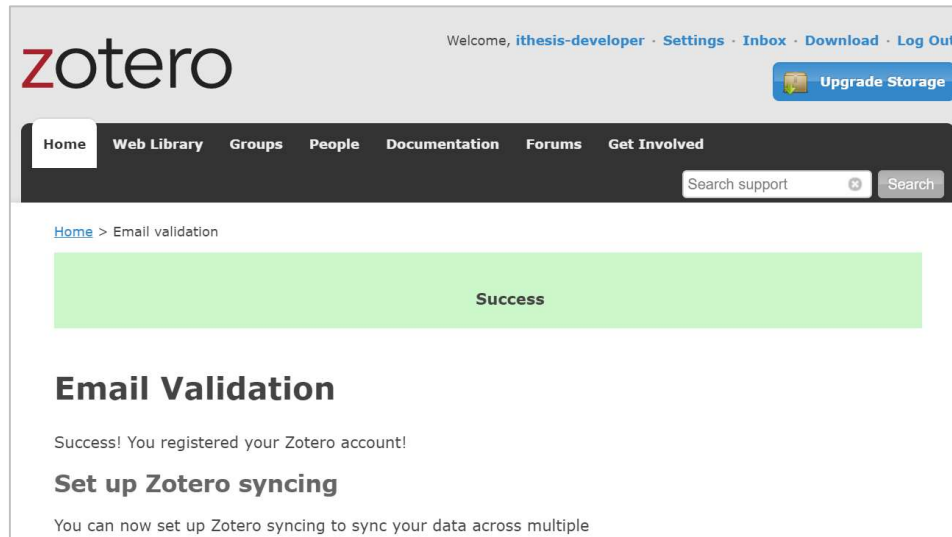 zotero
Welcome, ithesis-developer · Settings · Inbox · Download · Log Out
Upgrade Storage
Home Web Library Groups People Documentation Forums Get Involved
Search support Search
Home > Email validation
Success
Email Validation
Success! You registered your Zotero account!
Set up Zotero syncing
You can now set up Zotero syncing to sync your data across multiple